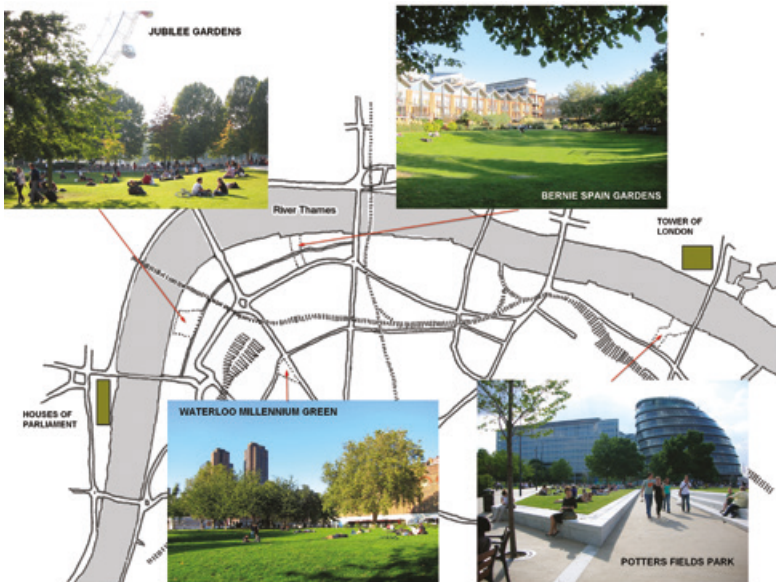 JUBILEE GARDENS
BERNIE SPAIN GARDENS
River Thames
TOWER OF
LONDON
HOUSES OF
PARLIAMENT
WATERLOO MILLENNIUM GREEN
POTTERS FIELDS PARK